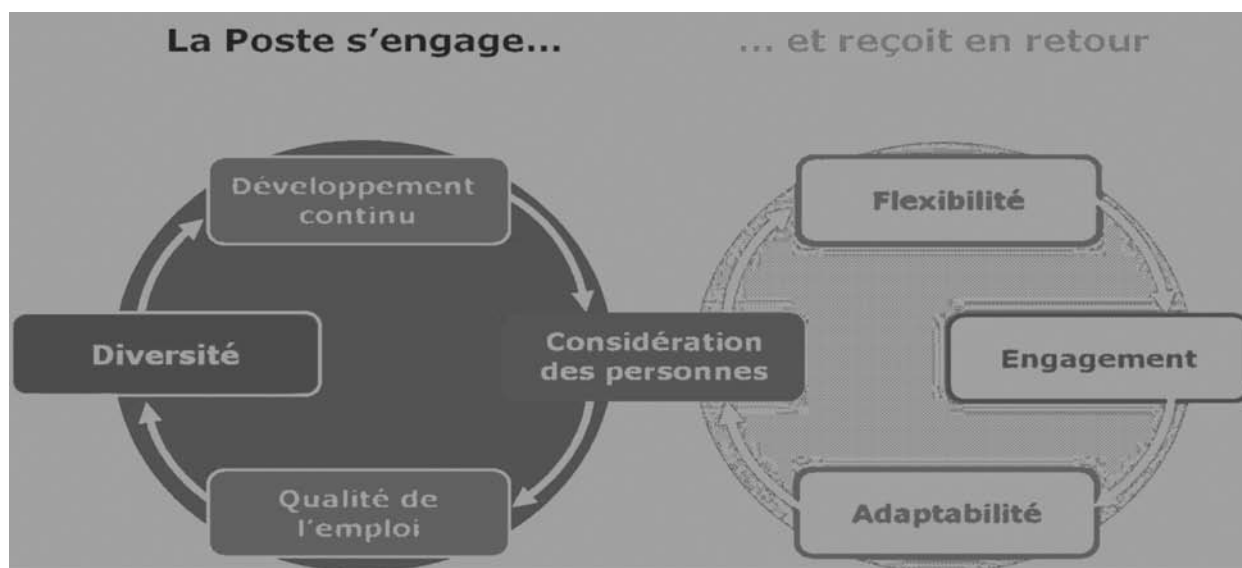 La Poste s’engage...
... et reçoit en retour
Développement
continu
Flexibilité
Diversité
Considération
des personnes
Engagement
Qualité de
l’emploi
Adaptabilité